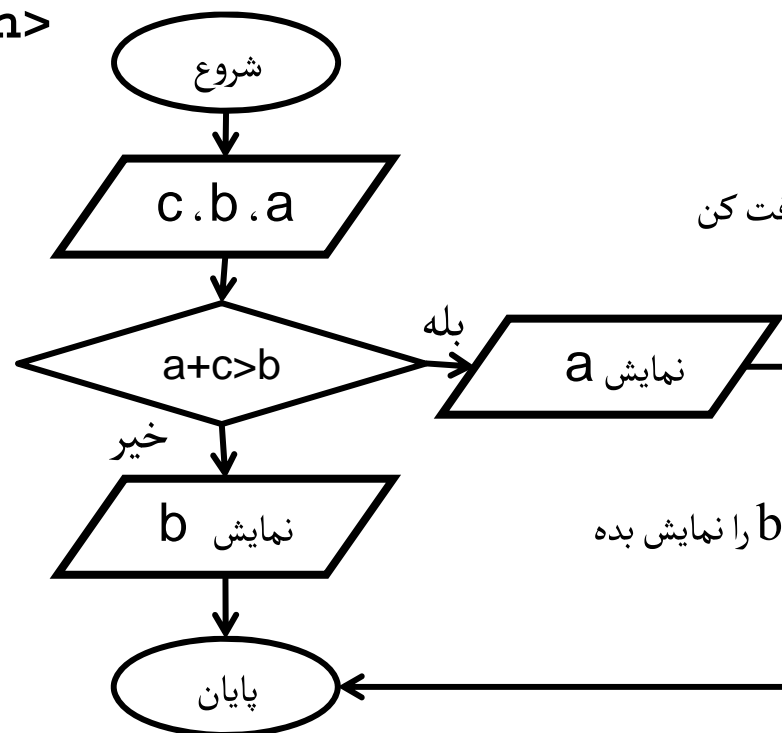 n>
شروع
a، b، c
کن
a+c>b
بله
نمایش a
خیر
نمایش b
b را نمایش بده
پایان